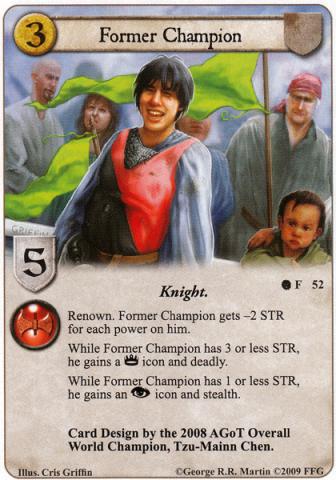 3
Former Champion
GRIFFIN
5
F 52
Knight.
Renown. Former Champion gets –2 STR
for each power on him.
While Former Champion has 3 or less STR,
he gains a icon and deadly.
While Former Champion has 1 or less STR,
he gains an icon and stealth.
Card Design by the 2008 AGoT Overall
World Champion, Tzu-Mainn Chen.
Illus. Cris Griffin ©George R.R. Martin ©2009 FFG